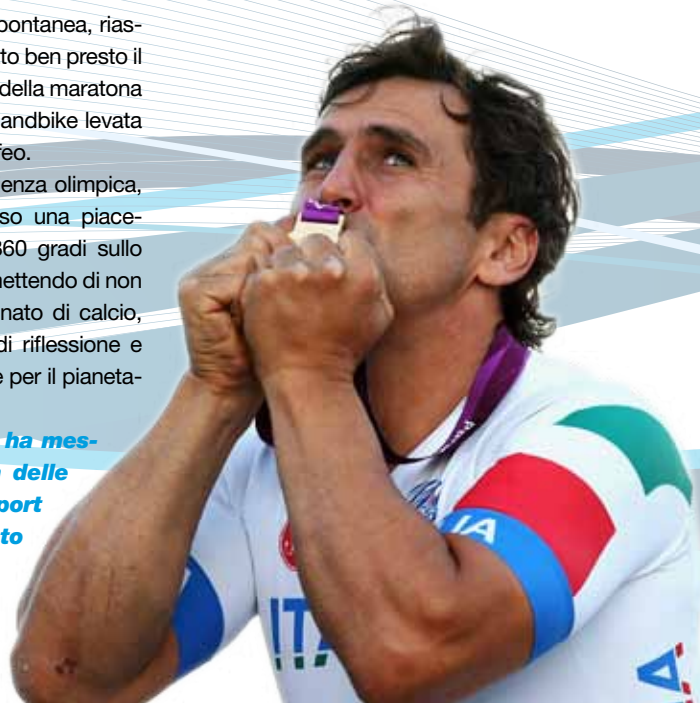 pontanea, rias-
to ben presto il
della maratona
andbike levata
feo.
enza olimpica,
so una piace-
360 gradi sullo
mettendo di non
nato di calcio,
di riflessione e
e per il pianeta-
ha mes-
delle
port
to
IA
ITA
A